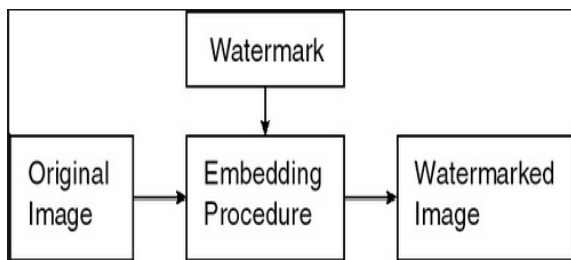 Watermark
Original
Image
Embedding
Procedure
Watermarked
Image